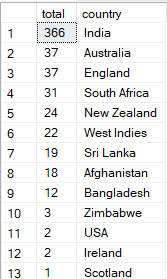 total country
1 366 India
2 37 Australia
3 37 England
4 31 South Africa
5 24 New Zealand
6 22 West Indies
7 19 Sri Lanka
8 18 Afghanistan
9 12 Bangladesh
10 3 Zimbabwe
11 2 USA
12 2 Ireland
13 1 Scotland